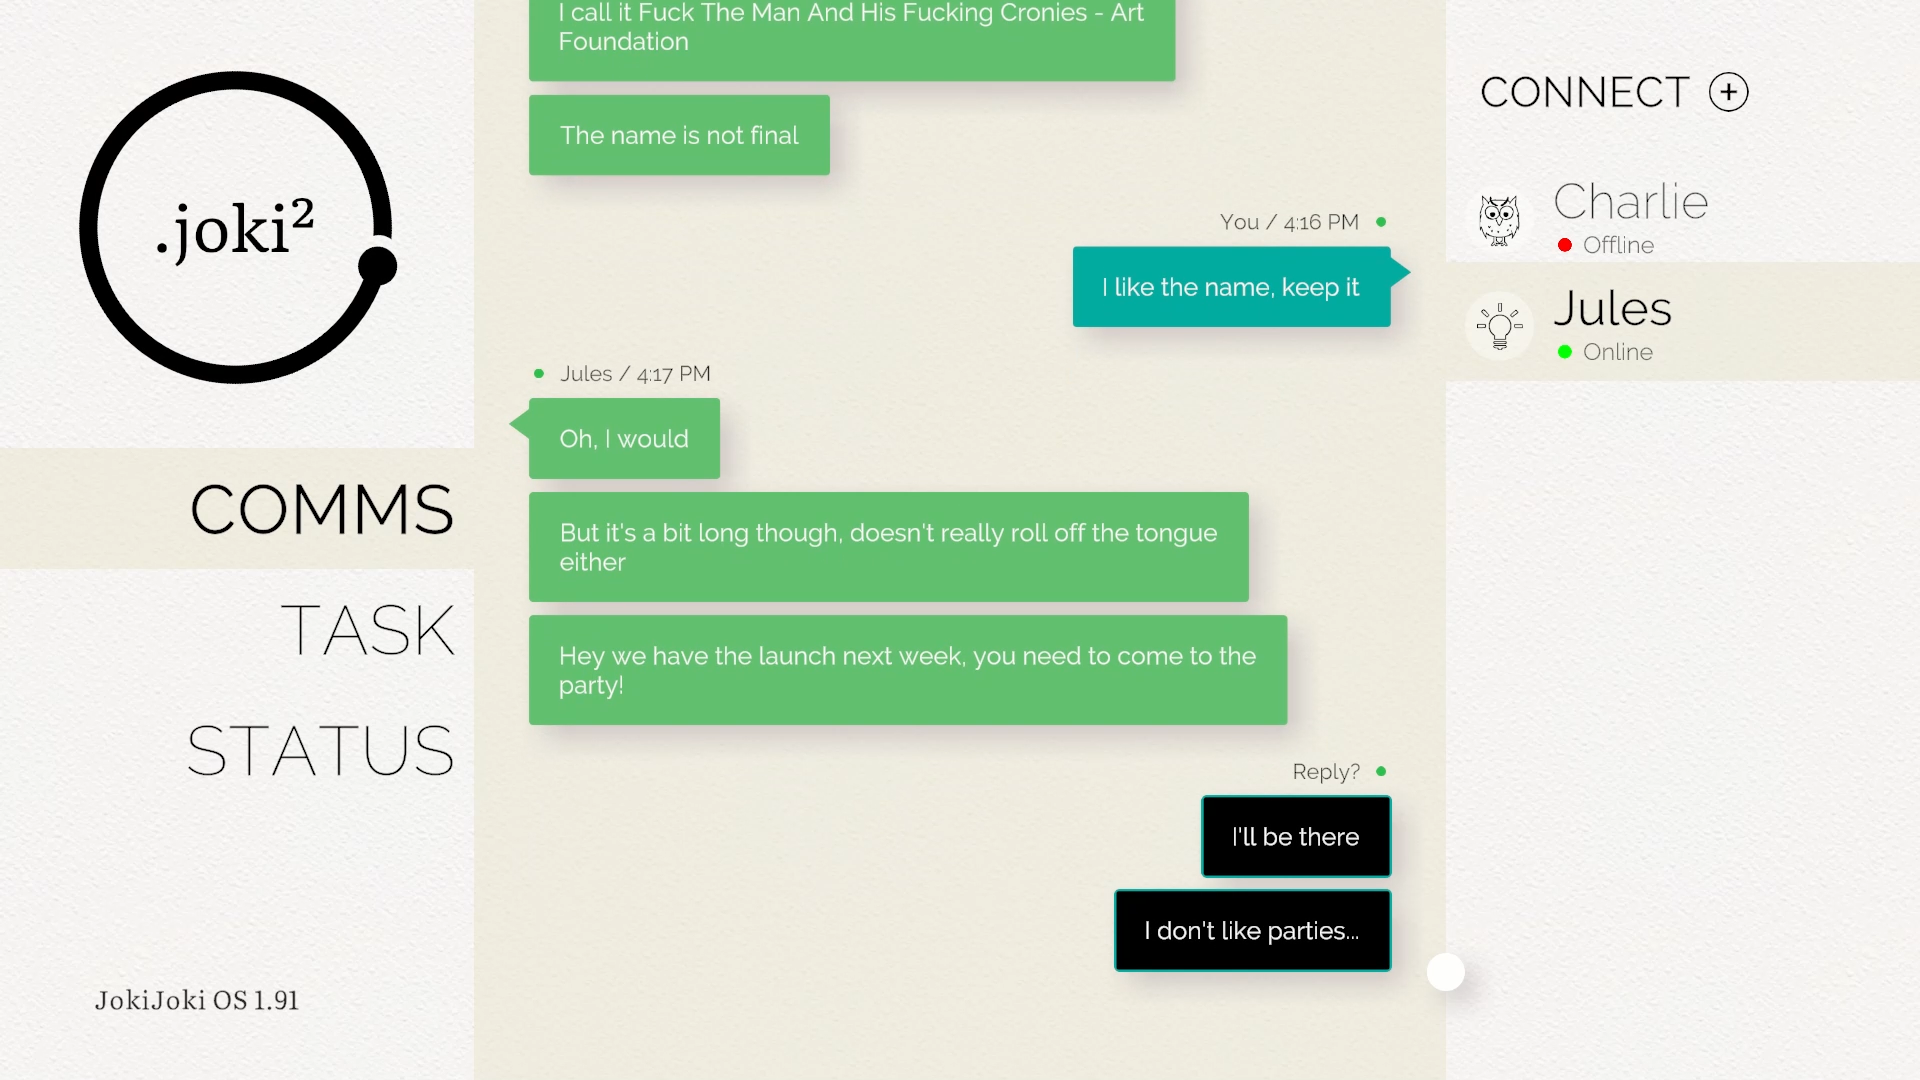 .joki²
COMMS
TASK
STATUS
JokiJoki OS 1.91
I call it Fuck The Man And His Fucking Cronies - Art
Foundation
The name is not final
You / 4:16 PM
I like the name, keep it
Jules / 4:17 PM
Oh, I would
But it's a bit long though, doesn't really roll off the tongue
either
Hey we have the launch next week, you need to come to the
party!
Reply?
I'll be there
I don't like parties...
CONNECT
Charlie
Offline
Jules
Online